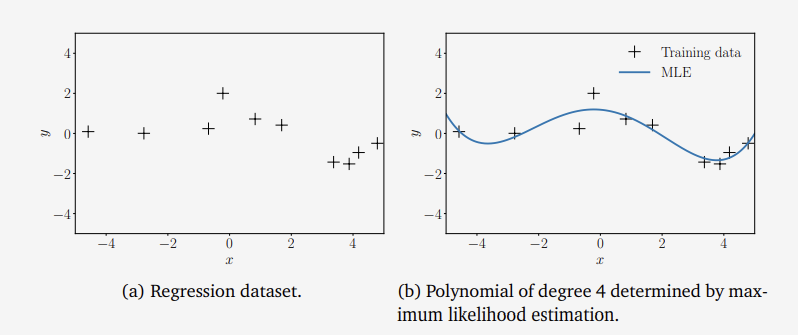 4
2
0
−2
−4
y
−4 −2 0 2 4
x
(a) Regression dataset.
Training data
MLE
4
2
0
−2
−4
y
−4 −2 0 2 4
x
(b) Polynomial of degree 4 determined by max-
imum likelihood estimation.